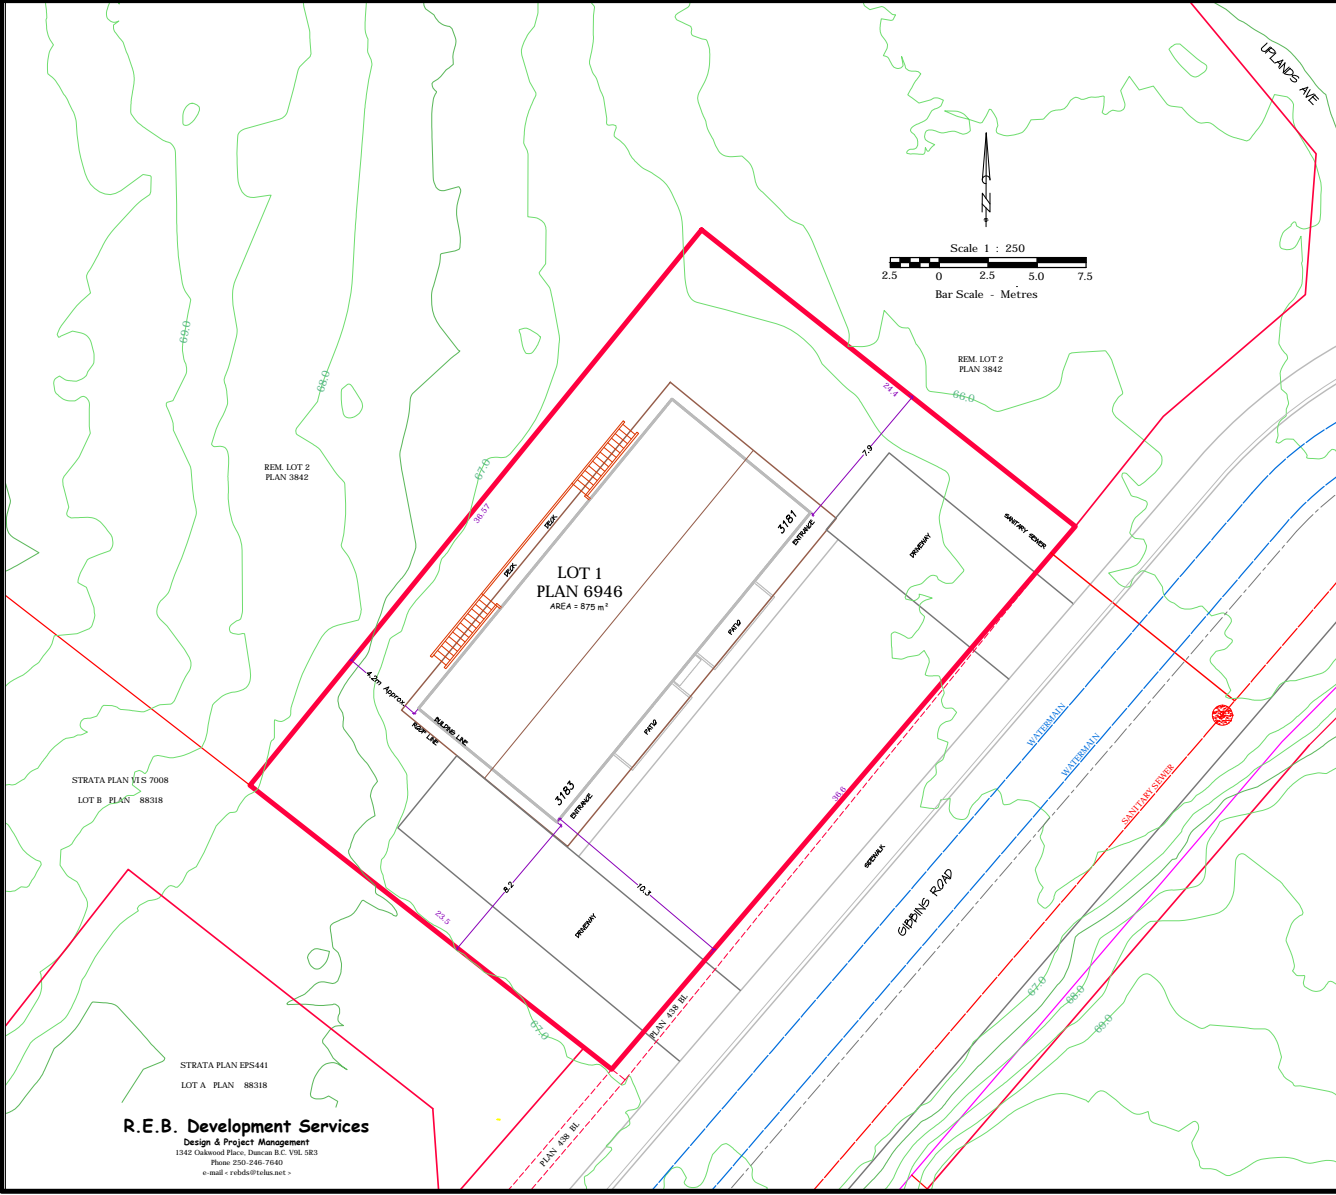 UPLANDS AVE
N
Scale 1 : 250
2.5 0 2.5 5.0 7.5
Bar Scale - Metres
REM. LOT 2
PLAN 3842
69.0
68.0
66.0
24.4
7.9
REM. LOT 2
PLAN 3842
67.0
36.57
3181
ENTRANCE
SANITARY SEWER
DRIVEWAY
DECK
DECK
LOT 1
PLAN 6946
AREA = 875 m²
PATIO
4.2m Approx.
BUILDING LINE
ROOF LINE
PATIO
WATERMAIN
WATERMAIN
SANITARY SEWER
STRATA PLAN VIS 7008
LOT B PLAN 88318
3183
ENTRANCE
36.6
SIDEWALK
GIBBINS ROAD
8.2
10.3
23.5
DRIVEWAY
67.0
68.0
69.0
67.0
PLAN 438 BL
STRATA PLAN EPS441
LOT A PLAN 88318
PLAN 438 BL
R.E.B. Development Services
Design & Project Management
1342 Oakwood Place, Duncan B.C. V9L 5R3
Phone 250-246-7640
e-mail < rebds@telus.net >